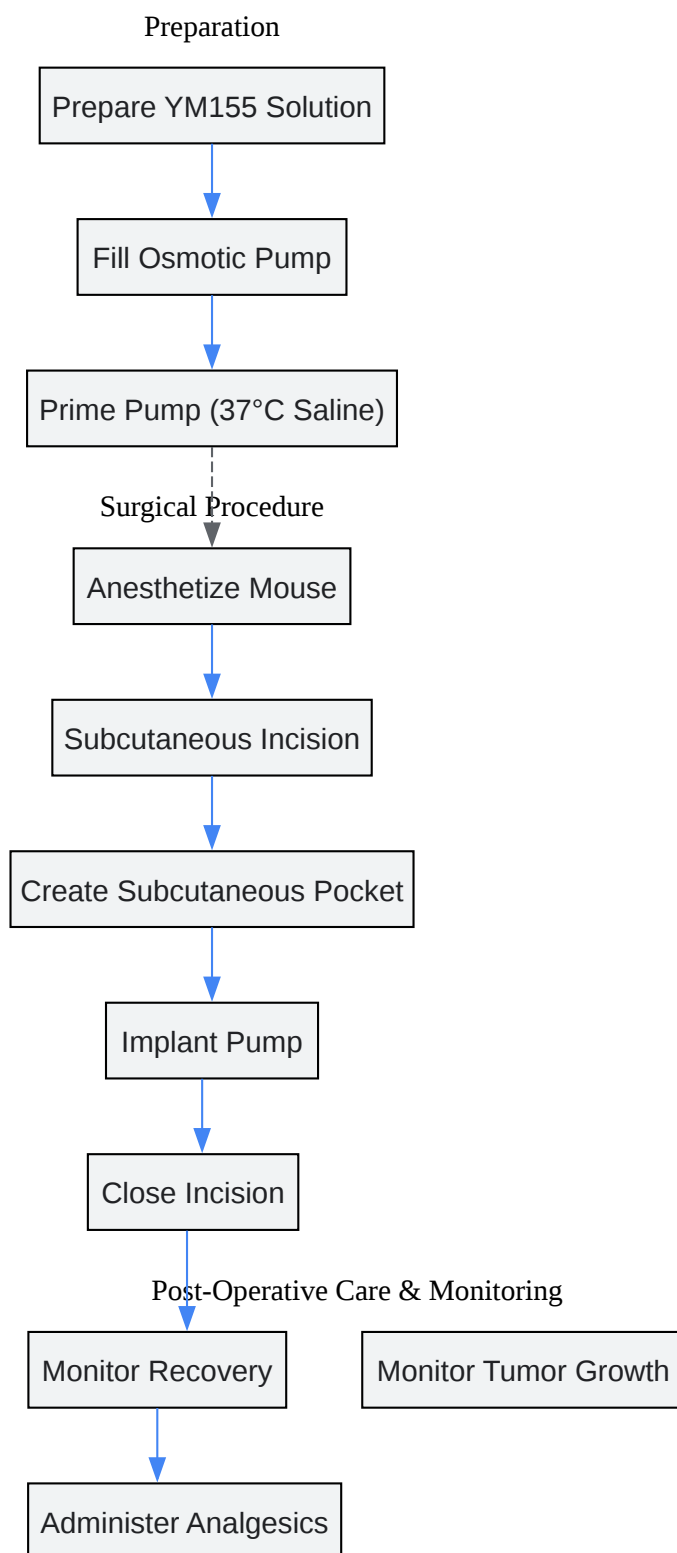 Preparation
Prepare YM155 Solution
Fill Osmotic Pump
Prime Pump (37°C Saline)
Surgical Procedure
Anesthetize Mouse
Subcutaneous Incision
Create Subcutaneous Pocket
Implant Pump
Close Incision
Post-Operative Care & Monitoring
Monitor Recovery
Monitor Tumor Growth
Administer Analgesics